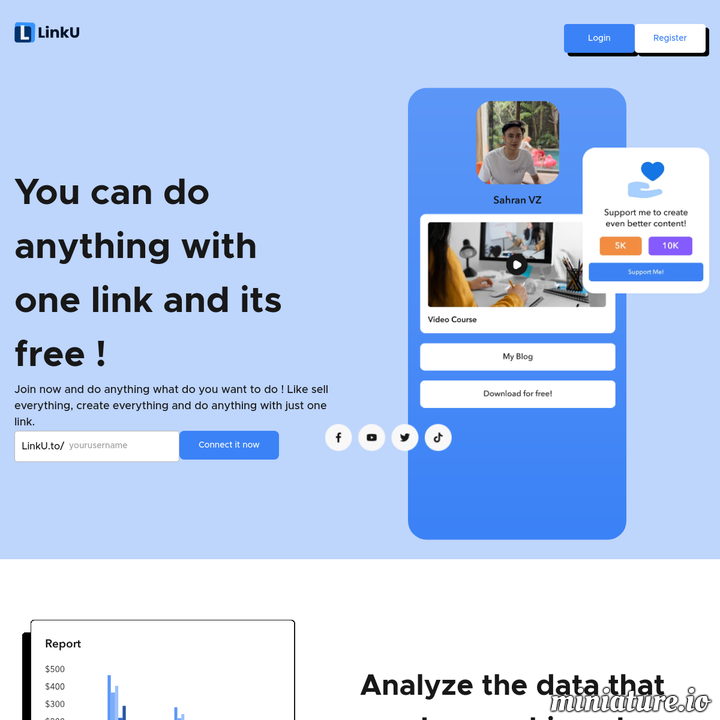 LinkU
Login
Register
You can do
anything with
one link and its
free !
Join now and do anything what do you want to do ! Like sell
everything, create everything and do anything with just one
link.
LinkU.to/ yourusername
Connect it now
Sahran VZ
Video Course
My Blog
Download for free!
Support me to create
even better content!
5K
10K
Support Me!
Report
$500
$400
$300
Analyze the data that
miniature.io